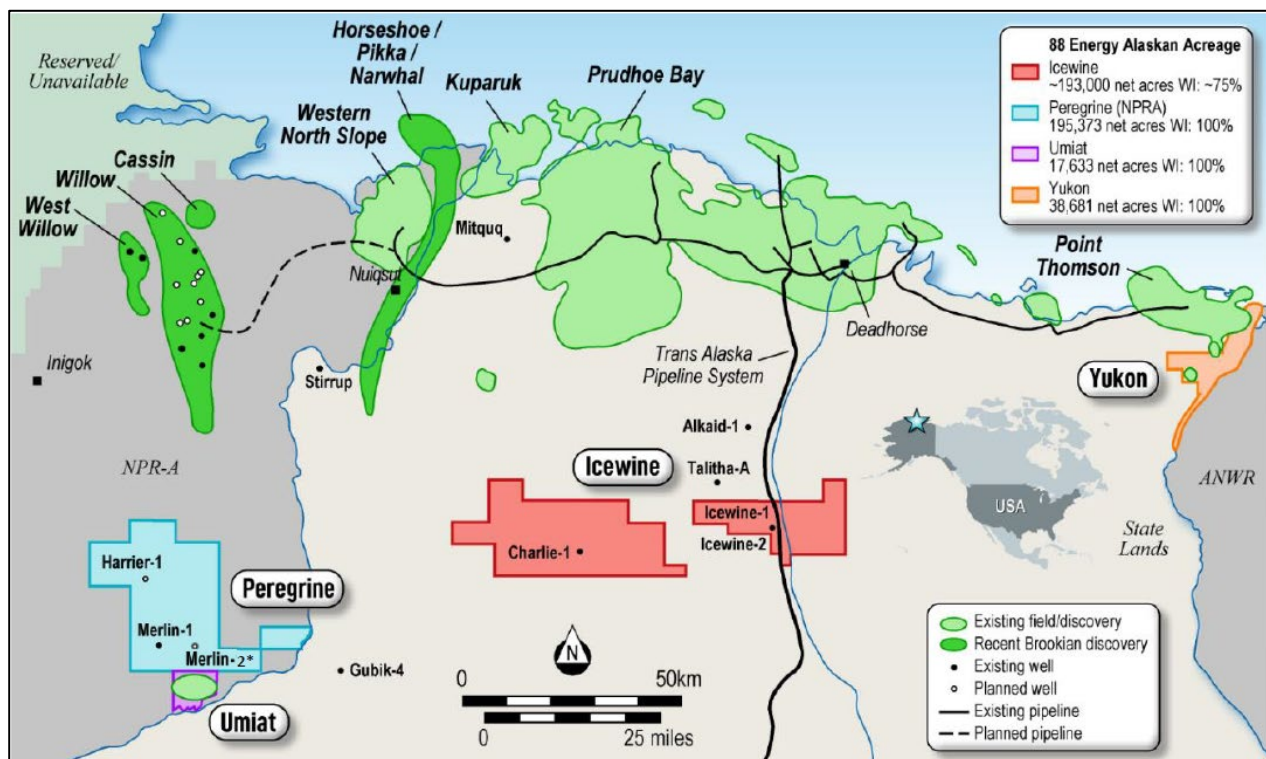 Reserved/
Unavailable
Horseshoe /
Pikka /
Narwhal
Kuparuk
Prudhoe Bay
Western
North Slope
Cassin
Willow
West
Willow
88 Energy Alaskan Acreage
Icewine
~193,000 net acres WI: ~75%
Peregrine (NPRA)
195,373 net acres WI: 100%
Umiat
17,633 net acres WI: 100%
Yukon
38,681 net acres WI: 100%
Mitquq
Nuiqsut
Point
Thomson
Deadhorse
Inigok
Stirrup
Trans Alaska
Pipeline System
Yukon
Alkaid-1
NPR-A
Icewine
Talitha-A
ANWR
USA
Icewine-1
Icewine-2
State
Lands
Charlie-1
Harrier-1
Peregrine
Merlin-1
Merlin-2*
Gubik-4
Umiat
N
0 50km
0 25 miles
Existing field/discovery
Recent Brookian discovery
Existing well
Planned well
Existing pipeline
Planned pipeline